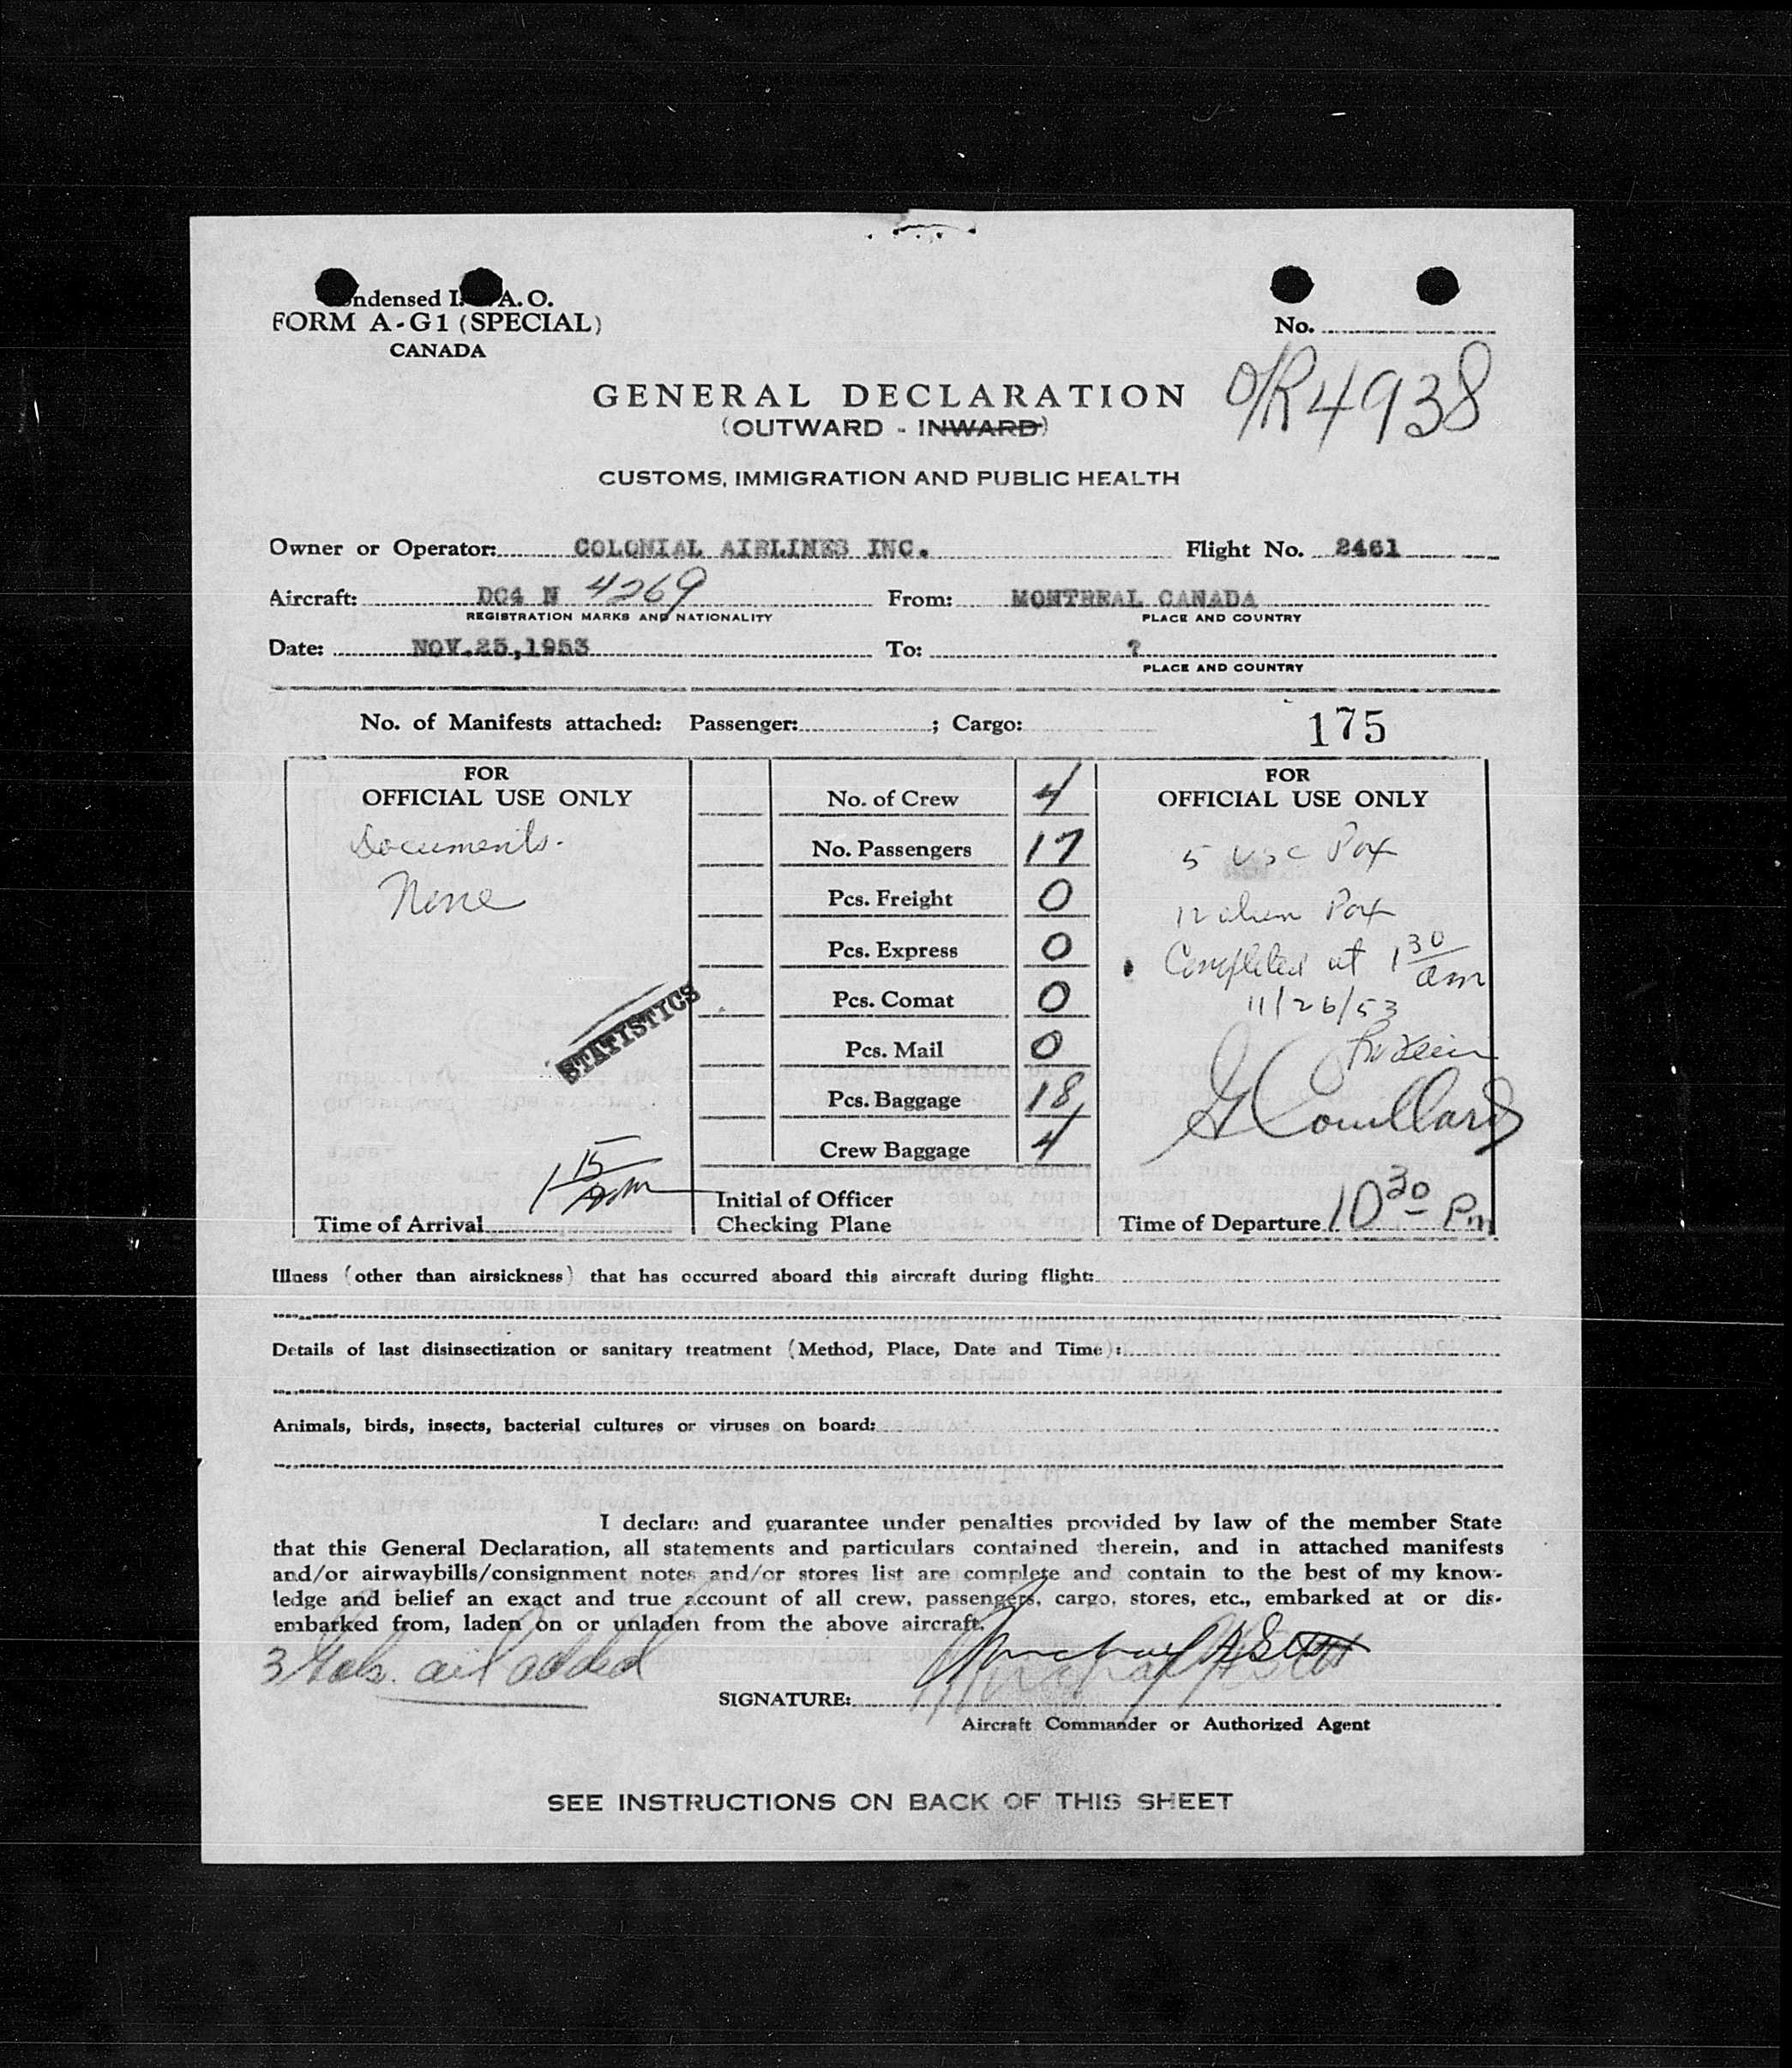 ndensed I. A.O.
FORM A-G1 (SPECIAL)
CANADA
No.
O/R 4938
GENERAL DECLARATION
(OUTWARD - INWARD)
CUSTOMS, IMMIGRATION AND PUBLIC HEALTH
Owner or Operator: COLONIAL AIRLINES INC. Flight No. 2461
Aircraft: DC4 N 4269 From: MONTREAL CANADA
REGISTRATION MARKS AND NATIONALITY PLACE AND COUNTRY
Date: NOV.25,1953 To: ?
PLACE AND COUNTRY
No. of Manifests attached: Passenger: ; Cargo: 175
FOR
OFFICIAL USE ONLY
Documents.
None
STATISTICS
1 15 am
Time of Arrival
No. of Crew 4
No. Passengers 17
Pcs. Freight 0
Pcs. Express 0
Pcs. Comat 0
Pcs. Mail 0
Pcs. Baggage 18
Crew Baggage 4
Initial of Officer
Checking Plane
FOR
OFFICIAL USE ONLY
5 USC Pax
12 alien Pax
Completed at 1 30 am
11/26/53
G Couillard
Time of Departure 10 30 Pm
Illness (other than airsickness) that has occurred aboard this aircraft during flight:
Details of last disinsectization or sanitary treatment (Method, Place, Date and Time):
Animals, birds, insects, bacterial cultures or viruses on board:
I declare and guarantee under penalties provided by law of the member State
that this General Declaration, all statements and particulars contained therein, and in attached manifests
and/or airwaybills/consignment notes and/or stores list are complete and contain to the best of my know-
ledge and belief an exact and true account of all crew, passengers, cargo, stores, etc., embarked at or dis-
embarked from, laden on or unladen from the above aircraft.
3 Gals. oil added
SIGNATURE:
Aircraft Commander or Authorized Agent
SEE INSTRUCTIONS ON BACK OF THIS SHEET